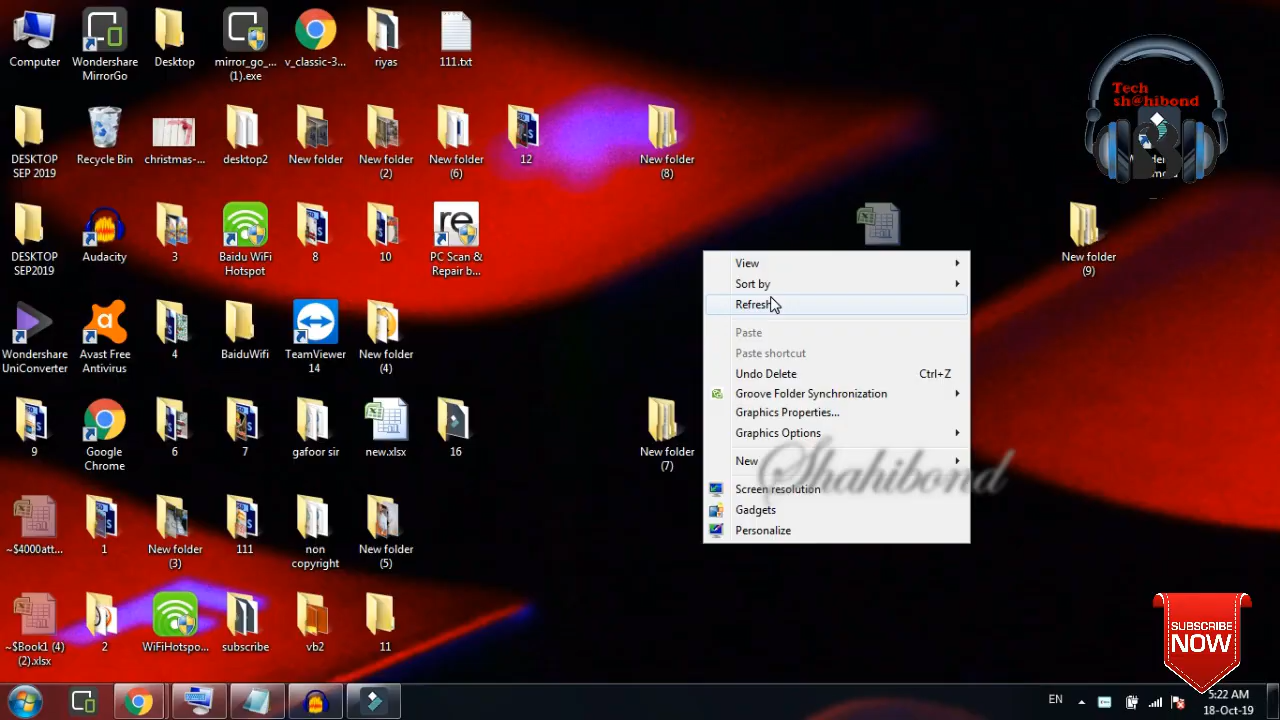 Computer
Wondershare
MirrorGo
Desktop
mirror_go_...
(1).exe
v_classic-3...
riyas
111.txt
Tech
sh@hibond
DESKTOP
SEP 2019
Recycle Bin
christmas-...
desktop2
New folder
New folder
(2)
New folder
(6)
12
New folder
(8)
DESKTOP
SEP2019
Audacity
3
Baidu WiFi
Hotspot
8
10
PC Scan &
Repair b...
New folder
(9)
View
Sort by
Refresh
Paste
Paste shortcut
Undo Delete Ctrl+Z
Groove Folder Synchronization
Graphics Properties...
Graphics Options
New
Screen resolution
Gadgets
Personalize
Shahibond
Wondershare
UniConverter
Avast Free
Antivirus
4
BaiduWifi
TeamViewer
14
New folder
(4)
9
Google
Chrome
6
7
gafoor sir
new.xlsx
16
New folder
(7)
~$4000att...
1
New folder
(3)
111
non
copyright
New folder
(5)
~$Book1 (4)
(2).xlsx
2
WiFiHotspo...
subscribe
vb2
11
SUBSCRIBE
NOW
EN
5:22 AM
18-Oct-19